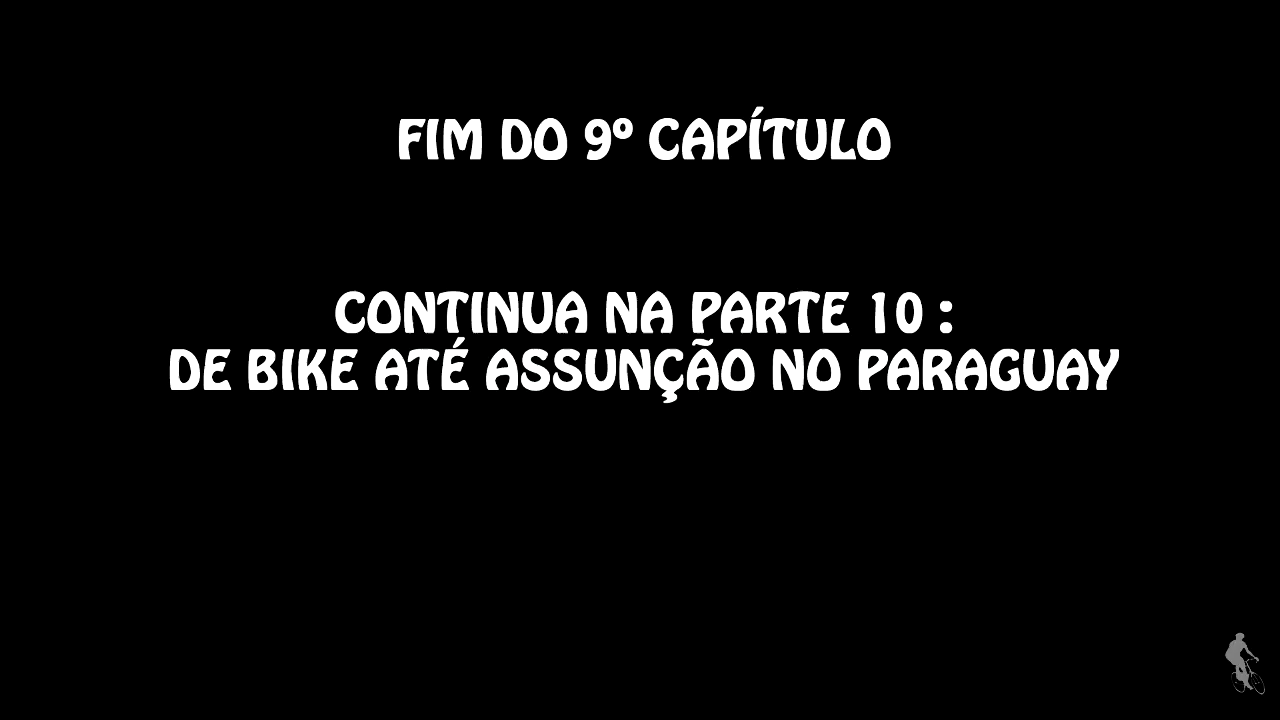 FIM DO 9º CAPÍTULO
CONTINUA NA PARTE 10 :
DE BIKE ATÉ ASSUNÇÃO NO PARAGUAY